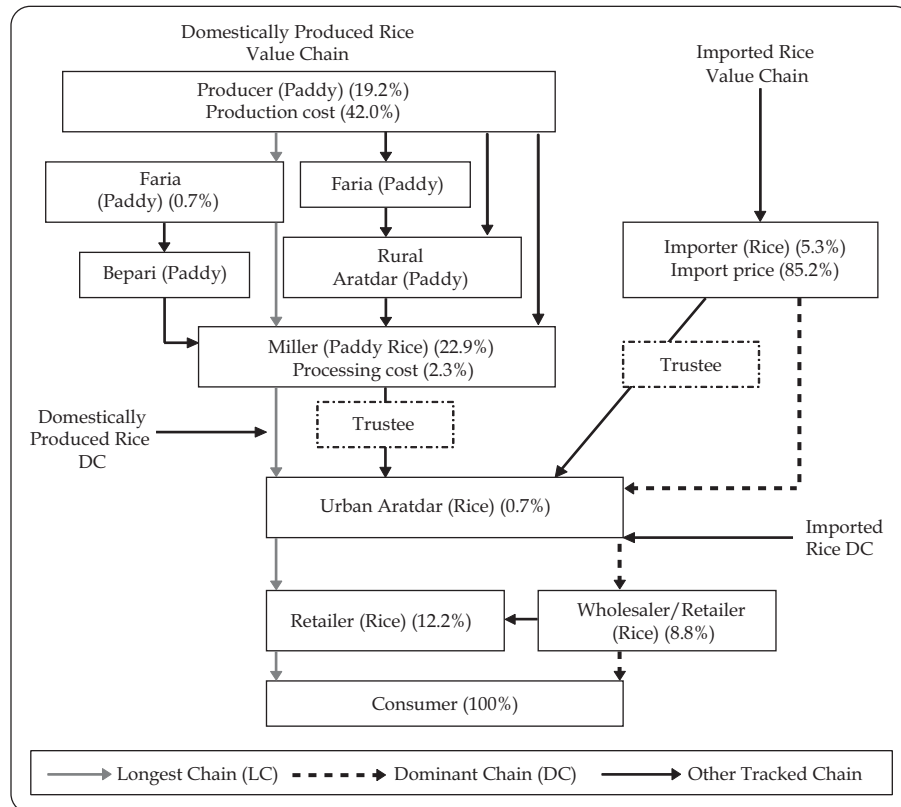 Domestically Produced Rice
Value Chain
Imported Rice
Value Chain
Producer (Paddy) (19.2%)
Production cost (42.0%)
Faria
(Paddy) (0.7%)
Faria (Paddy)
Bepari (Paddy)
Rural
Aratdar (Paddy)
Importer (Rice) (5.3%)
Import price (85.2%)
Miller (Paddy Rice) (22.9%)
Processing cost (2.3%)
Trustee
Trustee
Domestically
Produced Rice
DC
Urban Aratdar (Rice) (0.7%)
Imported
Rice DC
Retailer (Rice) (12.2%)
Wholesaler/Retailer
(Rice) (8.8%)
Consumer (100%)
Longest Chain (LC)
Dominant Chain (DC)
Other Tracked Chain